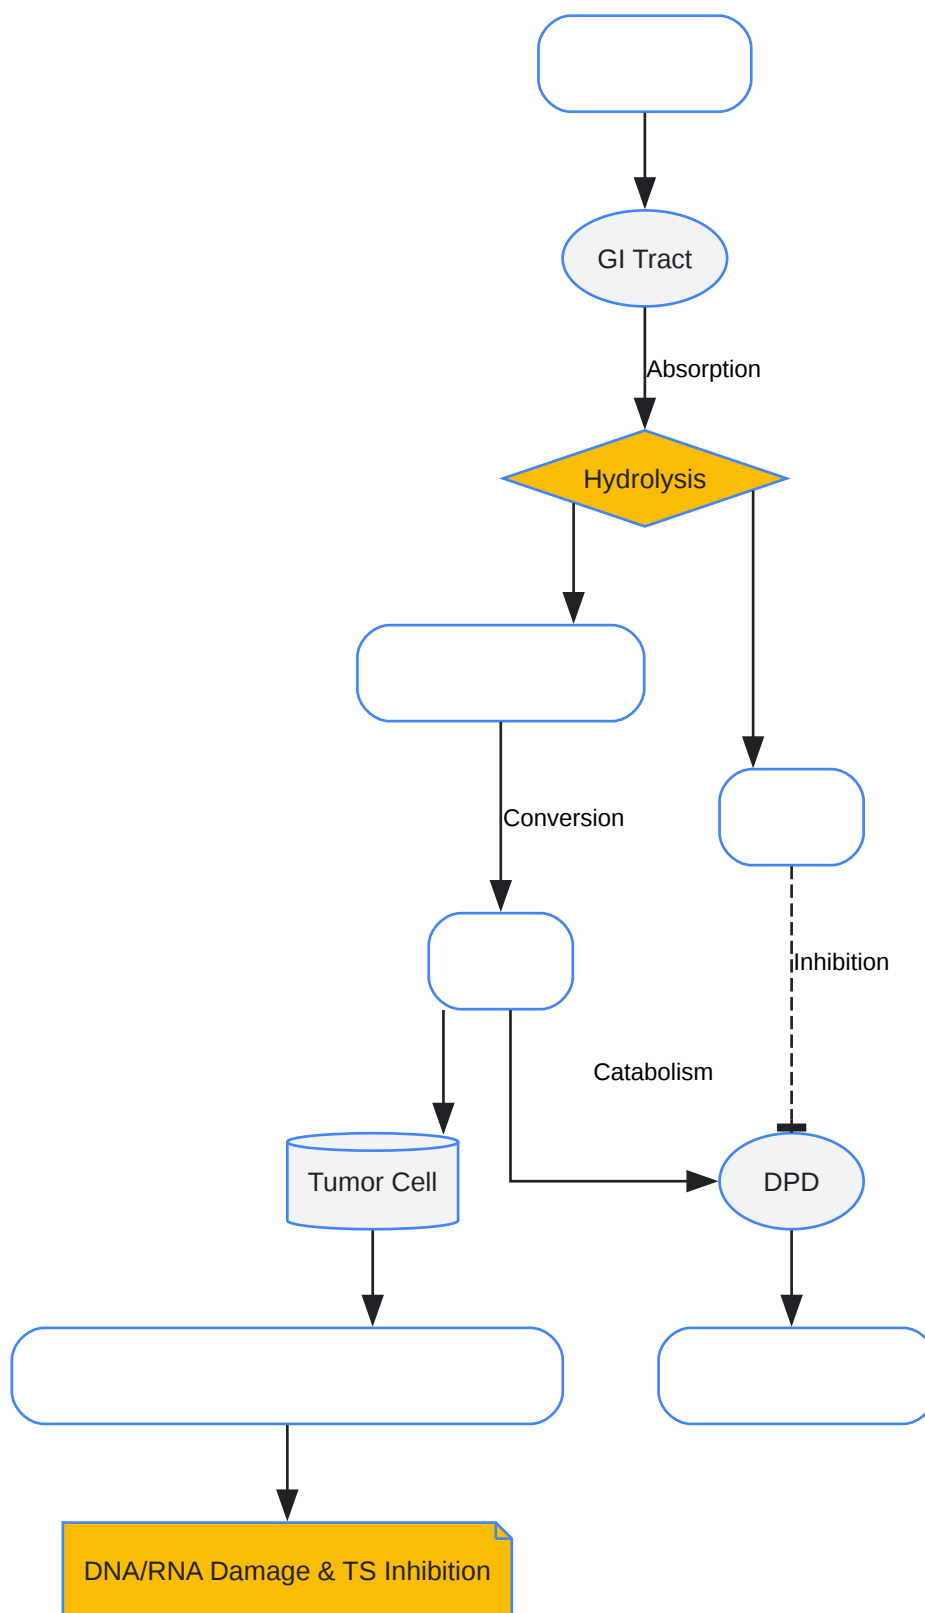 GI Tract
Absorption
Hydrolysis
Conversion
Inhibition
Catabolism
Tumor Cell
DPD
DNA/RNA Damage & TS Inhibition